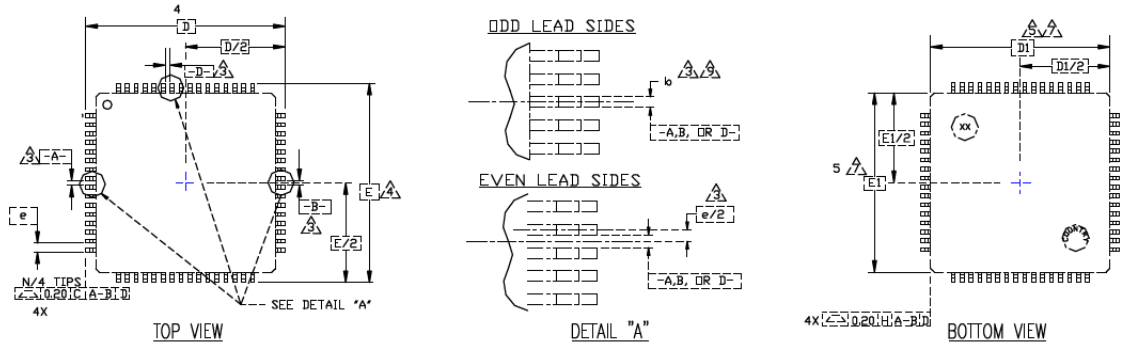 4
D
D/2
-D- 3
3 -A-
e
E 4
-B-
3
E/2
N/4 TIPS
0.20 C A-B D
4X
SEE DETAIL "A"
TOP VIEW
ODD LEAD SIDES
b 3 9
-A,B, OR D-
EVEN LEAD SIDES
3
e/2
-A,B, OR D-
DETAIL "A"
5 7
D1
D1/2
XX
E1/2
5 7
E1
COUNTRY
4X 0.20 H A-B D
BOTTOM VIEW